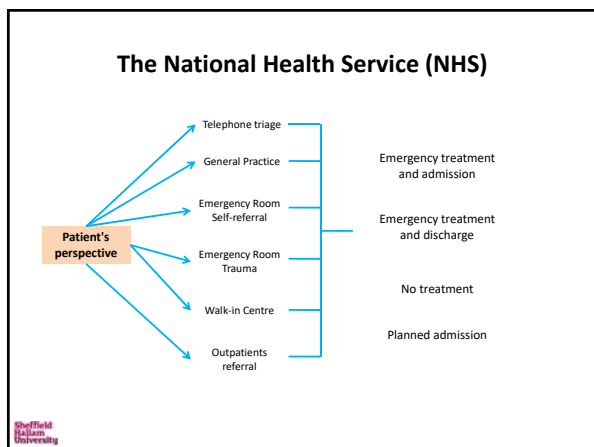 The National Health Service (NHS)
Telephone triage
General Practice
Emergency Room
Self-referral
Patient's
perspective
Emergency Room
Trauma
Walk-in Centre
Outpatients
referral
Emergency treatment
and admission
Emergency treatment
and discharge
No treatment
Planned admission
Sheffield
Hallam
University